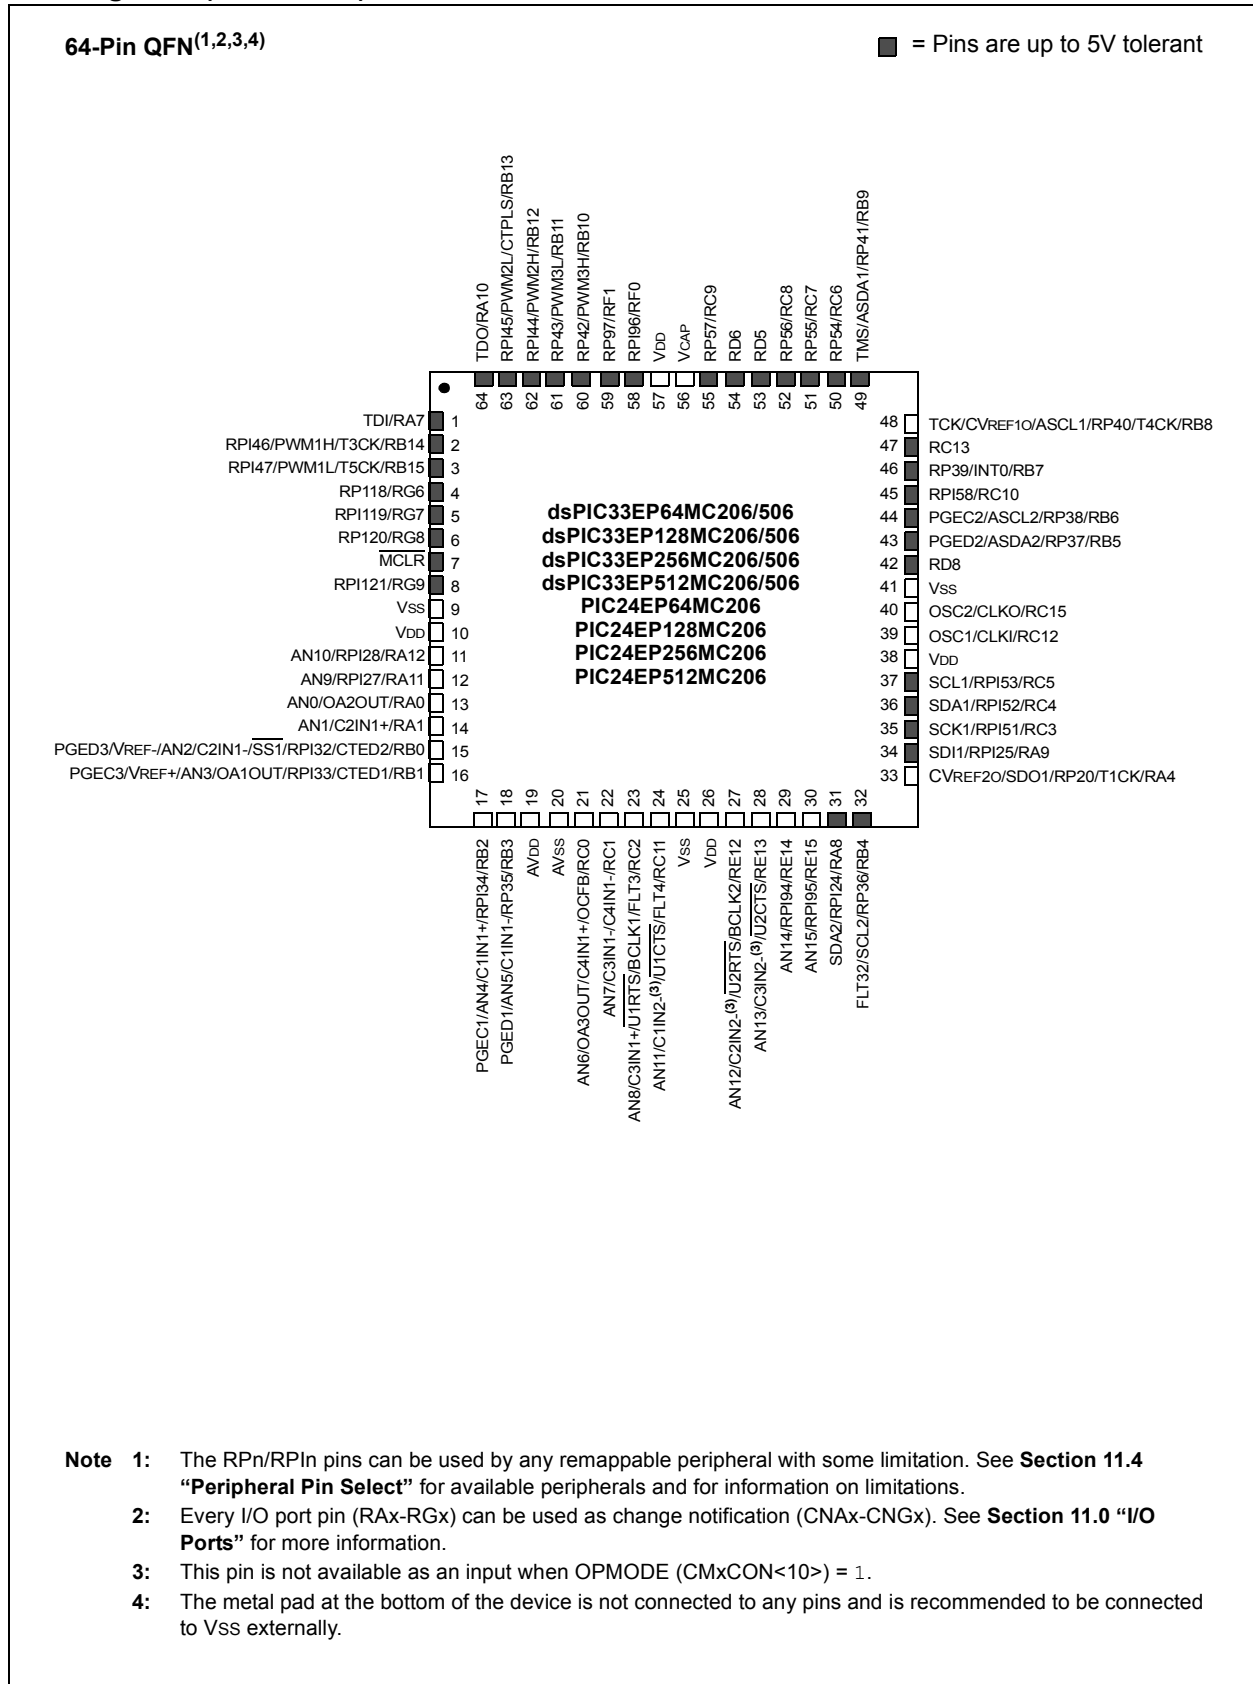 64-Pin QFN(1,2,3,4)
= Pins are up to 5V tolerant
TDO/RA10
RPI45/PWM2L/CTPLS/RB13
RPI44/PWM2H/RB12
RP43/PWM3L/RB11
RP42/PWM3H/RB10
RP97/RF1
RPI96/RF0
VDD
VCAP
RP57/RC9
RD6
RD5
RP56/RC8
RP55/RC7
RP54/RC6
TMS/ASDA1/RP41/RB9
64 63 62 61 60 59 58 57 56 55 54 53 52 51 50 49
TDI/RA7 1
RPI46/PWM1H/T3CK/RB14 2
RPI47/PWM1L/T5CK/RB15 3
RP118/RG6 4
RPI119/RG7 5
RP120/RG8 6
MCLR 7
RPI121/RG9 8
VSS 9
VDD 10
AN10/RPI28/RA12 11
AN9/RPI27/RA11 12
AN0/OA2OUT/RA0 13
AN1/C2IN1+/RA1 14
PGED3/VREF-/AN2/C2IN1-/SS1/RPI32/CTED2/RB0 15
PGEC3/VREF+/AN3/OA1OUT/RPI33/CTED1/RB1 16
dsPIC33EP64MC206/506
dsPIC33EP128MC206/506
dsPIC33EP256MC206/506
dsPIC33EP512MC206/506
PIC24EP64MC206
PIC24EP128MC206
PIC24EP256MC206
PIC24EP512MC206
48 TCK/CVREF1O/ASCL1/RP40/T4CK/RB8
47 RC13
46 RP39/INT0/RB7
45 RPI58/RC10
44 PGEC2/ASCL2/RP38/RB6
43 PGED2/ASDA2/RP37/RB5
42 RD8
41 VSS
40 OSC2/CLKO/RC15
39 OSC1/CLKI/RC12
38 VDD
37 SCL1/RPI53/RC5
36 SDA1/RPI52/RC4
35 SCK1/RPI51/RC3
34 SDI1/RPI25/RA9
33 CVREF2O/SDO1/RP20/T1CK/RA4
17 18 19 20 21 22 23 24 25 26 27 28 29 30 31 32
PGEC1/AN4/C1IN1+/RPI34/RB2
PGED1/AN5/C1IN1-/RP35/RB3
AVDD
AVSS
AN6/OA3OUT/C4IN1+/OCFB/RC0
AN7/C3IN1-/C4IN1-/RC1
AN8/C3IN1+/U1RTS/BCLK1/FLT3/RC2
AN11/C1IN2-(3)/U1CTS/FLT4/RC11
VSS
VDD
AN12/C2IN2-(3)/U2RTS/BCLK2/RE12
AN13/C3IN2-(3)/U2CTS/RE13
AN14/RPI94/RE14
AN15/RPI95/RE15
SDA2/RPI24/RA8
FLT32/SCL2/RP36/RB4
Note 1: The RPn/RPIn pins can be used by any remappable peripheral with some limitation. See Section 11.4
“Peripheral Pin Select” for available peripherals and for information on limitations.
2: Every I/O port pin (RAx-RGx) can be used as change notification (CNAx-CNGx). See Section 11.0 “I/O
Ports” for more information.
3: This pin is not available as an input when OPMODE (CMxCON<10>) = 1.
4: The metal pad at the bottom of the device is not connected to any pins and is recommended to be connected
to VSS externally.